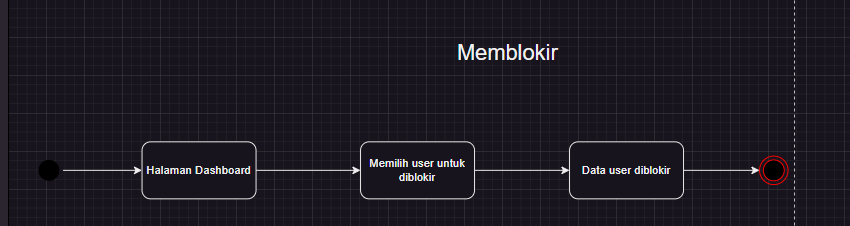 Memblokir
Halaman Dashboard
Memilih user untuk
diblokir
Data user diblokir